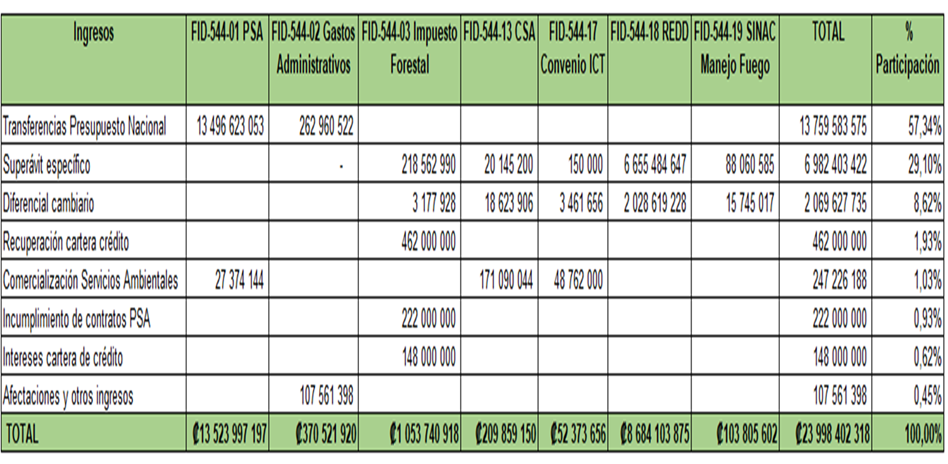 Ingresos FID-544-01 PSA FID-544-02 Gastos Administrativos FID-544-03 Impuesto Forestal FID-544-13 CSA FID-544-17 Convenio ICT FID-544-18 REDD FID-544-19 SINAC Manejo Fuego TOTAL % Participación
Transferencias Presupuesto Nacional 13 496 623 053 262 960 522 13 759 583 575 57,34%
Superávit específico - 218 562 990 20 145 200 150 000 6 655 484 647 88 060 585 6 982 403 422 29,10%
Diferencial cambiario 3 177 928 18 623 906 3 461 656 2 028 619 228 15 745 017 2 069 627 735 8,62%
Recuperación cartera crédito 462 000 000 462 000 000 1,93%
Comercialización Servicios Ambientales 27 374 144 171 090 044 48 762 000 247 226 188 1,03%
Incumplimiento de contratos PSA 222 000 000 222 000 000 0,93%
Intereses cartera de crédito 148 000 000 148 000 000 0,62%
Afectaciones y otros ingresos 107 561 398 107 561 398 0,45%
TOTAL ₡13 523 997 197 ₡370 521 920 ₡1 053 740 918 ₡209 859 150 ₡52 373 656 ₡8 684 103 875 ₡103 805 602 ₡23 998 402 318 100,00%